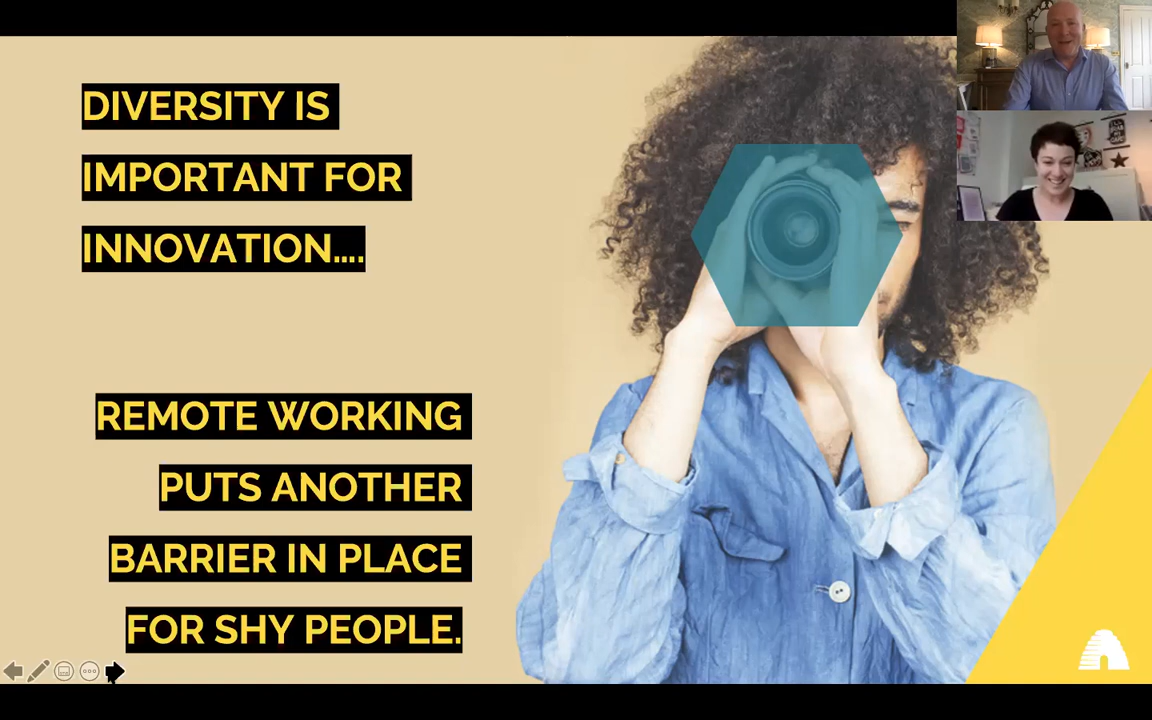 DIVERSITY IS
IMPORTANT FOR
INNOVATION....
REMOTE WORKING
PUTS ANOTHER
BARRIER IN PLACE
FOR SHY PEOPLE.